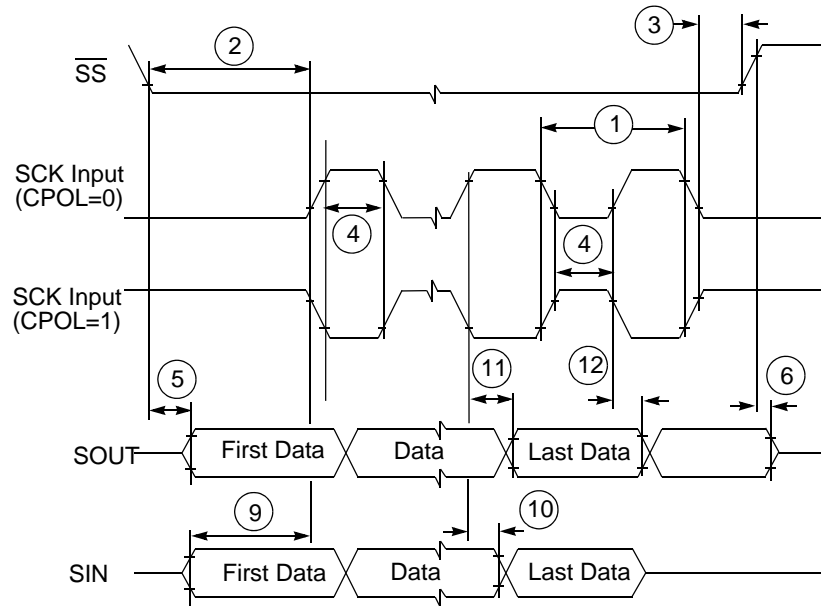 3
2
SS
1
SCK Input
(CPOL=0)
4
4
SCK Input
(CPOL=1)
5
11
12
6
SOUT
First Data
Data
Last Data
9
10
SIN
First Data
Data
Last Data